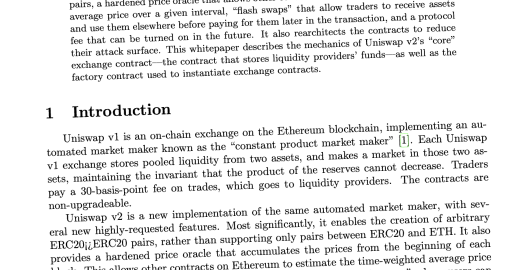 pairs, a hardened price oracle that allows
average price over a given interval, “flash swaps” that allow traders to receive assets
and use them elsewhere before paying for them later in the transaction, and a protocol
fee that can be turned on in the future. It also rearchitects the contracts to reduce
their attack surface. This whitepaper describes the mechanics of Uniswap v2’s “core”
exchange contract—the contract that stores liquidity providers’ funds—as well as the
factory contract used to instantiate exchange contracts.
1 Introduction
Uniswap v1 is an on-chain exchange on the Ethereum blockchain, implementing an au-
tomated market maker known as the “constant product market maker” [1]. Each Uniswap
v1 exchange stores pooled liquidity from two assets, and makes a market in those two as-
sets, maintaining the invariant that the product of the reserves cannot decrease. Traders
pay a 30-basis-point fee on trades, which goes to liquidity providers. The contracts are
non-upgradeable.
Uniswap v2 is a new implementation of the same automated market maker, with sev-
eral new highly-requested features. Most significantly, it enables the creation of arbitrary
ERC20¡¿ERC20 pairs, rather than supporting only pairs between ERC20 and ETH. It also
provides a hardened price oracle that accumulates the prices from the beginning of each
block. This allows other contracts on Ethereum to estimate the time-weighted average price